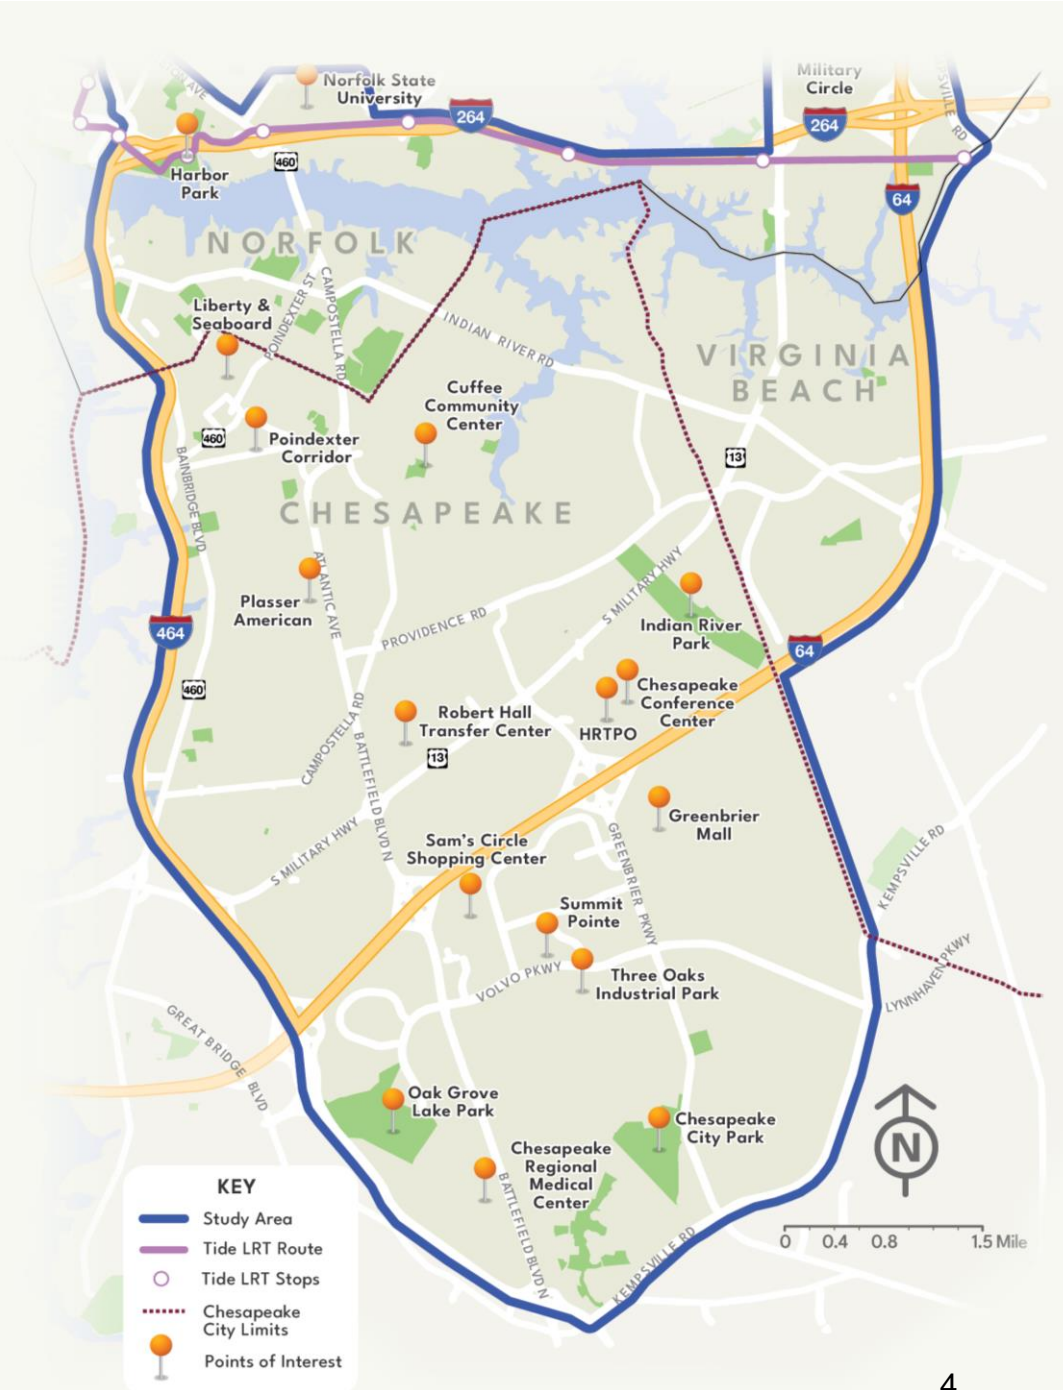 Norfolk State
University
Military
Circle
264
264
460
Harbor
Park
64
NORFOLK
Liberty &
Seaboard
POINDEXTER ST
CAMPOSTELLA RD
INDIAN RIVER RD
VIRGINIA
BEACH
Cuffee
Community
Center
460
Poindexter
Corridor
13
BAINBRIDGE BLVD
CHESAPEAKE
ATLANTIC AVE
Plasser
American
S MILITARY HWY
PROVIDENCE RD
Indian River
Park
464
64
460
Chesapeake
Conference
Center
HRTPO
Robert Hall
Transfer Center
13
CAMPOSTELLA RD
BATTLEFIELD BLVD N
Greenbrier
Mall
S MILITARY HWY
Sam's Circle
Shopping Center
GREENBRIER PKWY
KEMPSVILLE RD
Summit
Pointe
VOLVO PKWY
Three Oaks
Industrial Park
LYNNHAVEN PKWY
GREAT BRIDGE BLVD
Oak Grove
Lake Park
Chesapeake
City Park
Chesapeake
Regional
Medical
Center
BATTLEFIELD BLVD N
KEMPSVILLE RD
N
0 0.4 0.8 1.5 Mile
KEY
Study Area
Tide LRT Route
Tide LRT Stops
Chesapeake
City Limits
Points of Interest
4